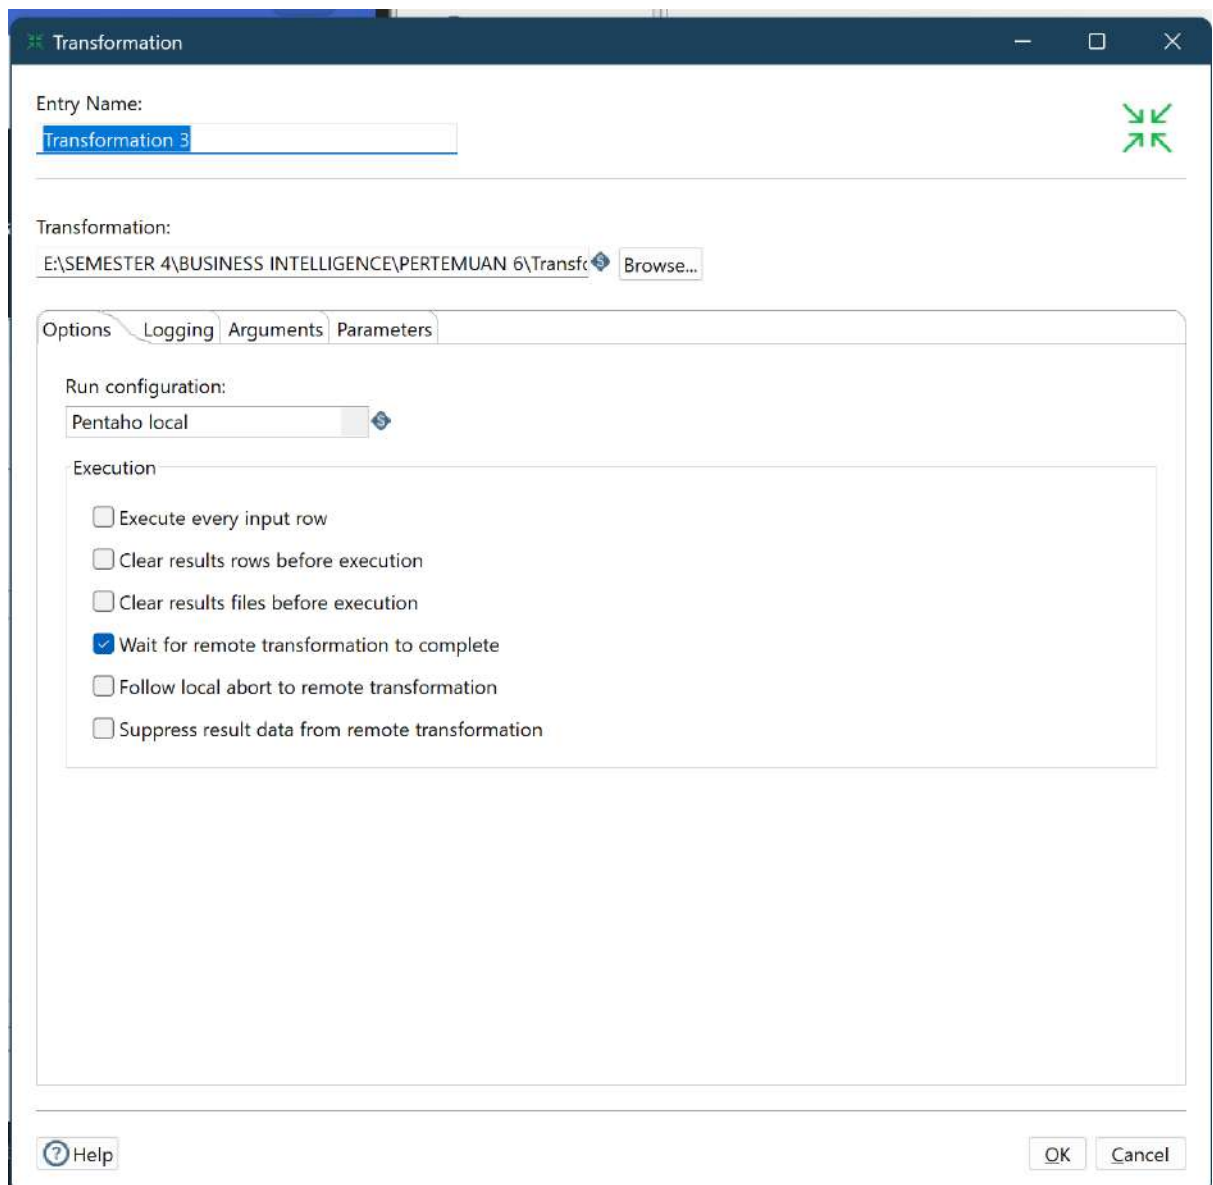 Transformation
Entry Name:
Transformation 3
Transformation:
E:\SEMESTER 4\BUSINESS INTELLIGENCE\PERTEMUAN 6\Transfo
Browse...
Options Logging Arguments Parameters
Run configuration:
Pentaho local
Execution
Execute every input row
Clear results rows before execution
Clear results files before execution
Wait for remote transformation to complete
Follow local abort to remote transformation
Suppress result data from remote transformation
Help OK Cancel